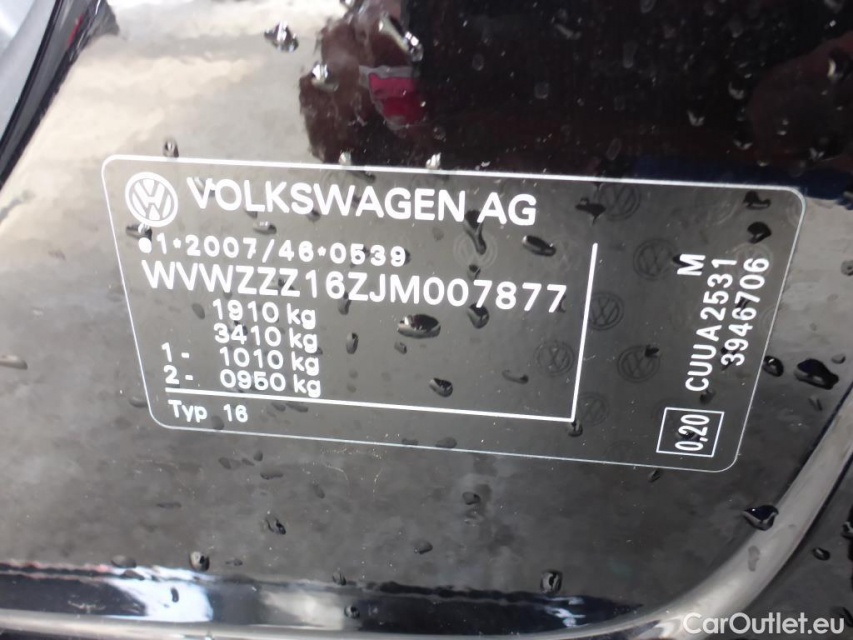 VOLKSWAGEN AG
e1*2007/46*0539
WVWZZZ16ZJM007877
1910 kg
3410 kg
1- 1010 kg
2- 0950 kg
Typ 16
M
CUUA2531
3946706
0,20
CarOutlet.eu